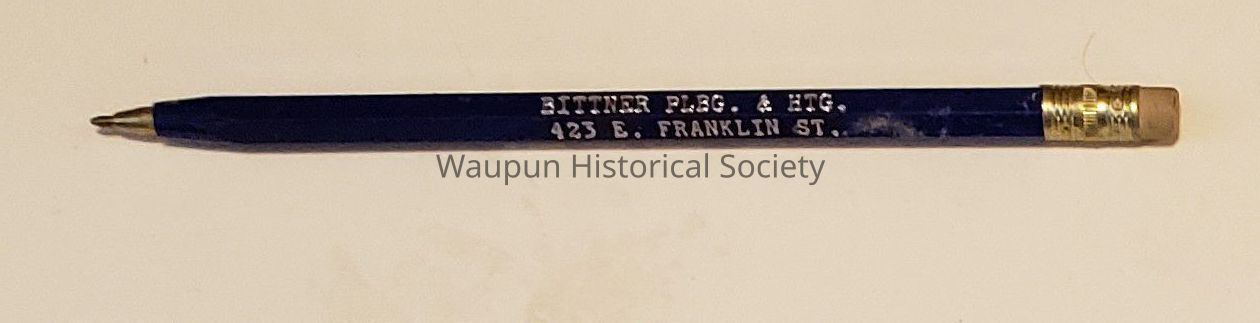 BITTNER PLBG. & HTG.
423 E. FRANKLIN ST.
Waupun Historical Society